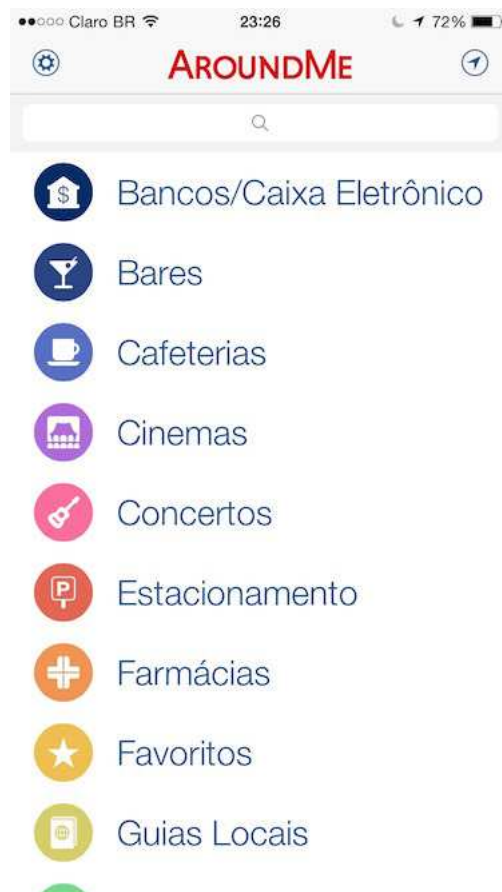 Claro BR 23:26 72%
AROUNDME
Bancos/Caixa Eletrônico
$
Bares
Cafeterias
Cinemas
Concertos
P
Estacionamento
Farmácias
Favoritos
Guias Locais